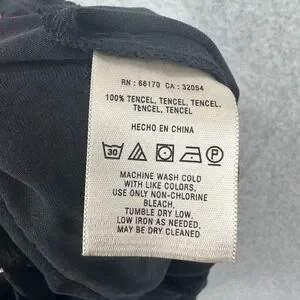 RN: 66170 CA: 32054
100% TENCEL, TENCEL, TENCEL,
TENCEL, TENCEL
HECHO EN CHINA
30 P
MACHINE WASH COLD
WITH LIKE COLORS,
USE ONLY NON-CHLORINE
BLEACH,
TUMBLE DRY LOW,
LOW IRON AS NEEDED,
MAY BE DRY CLEANED